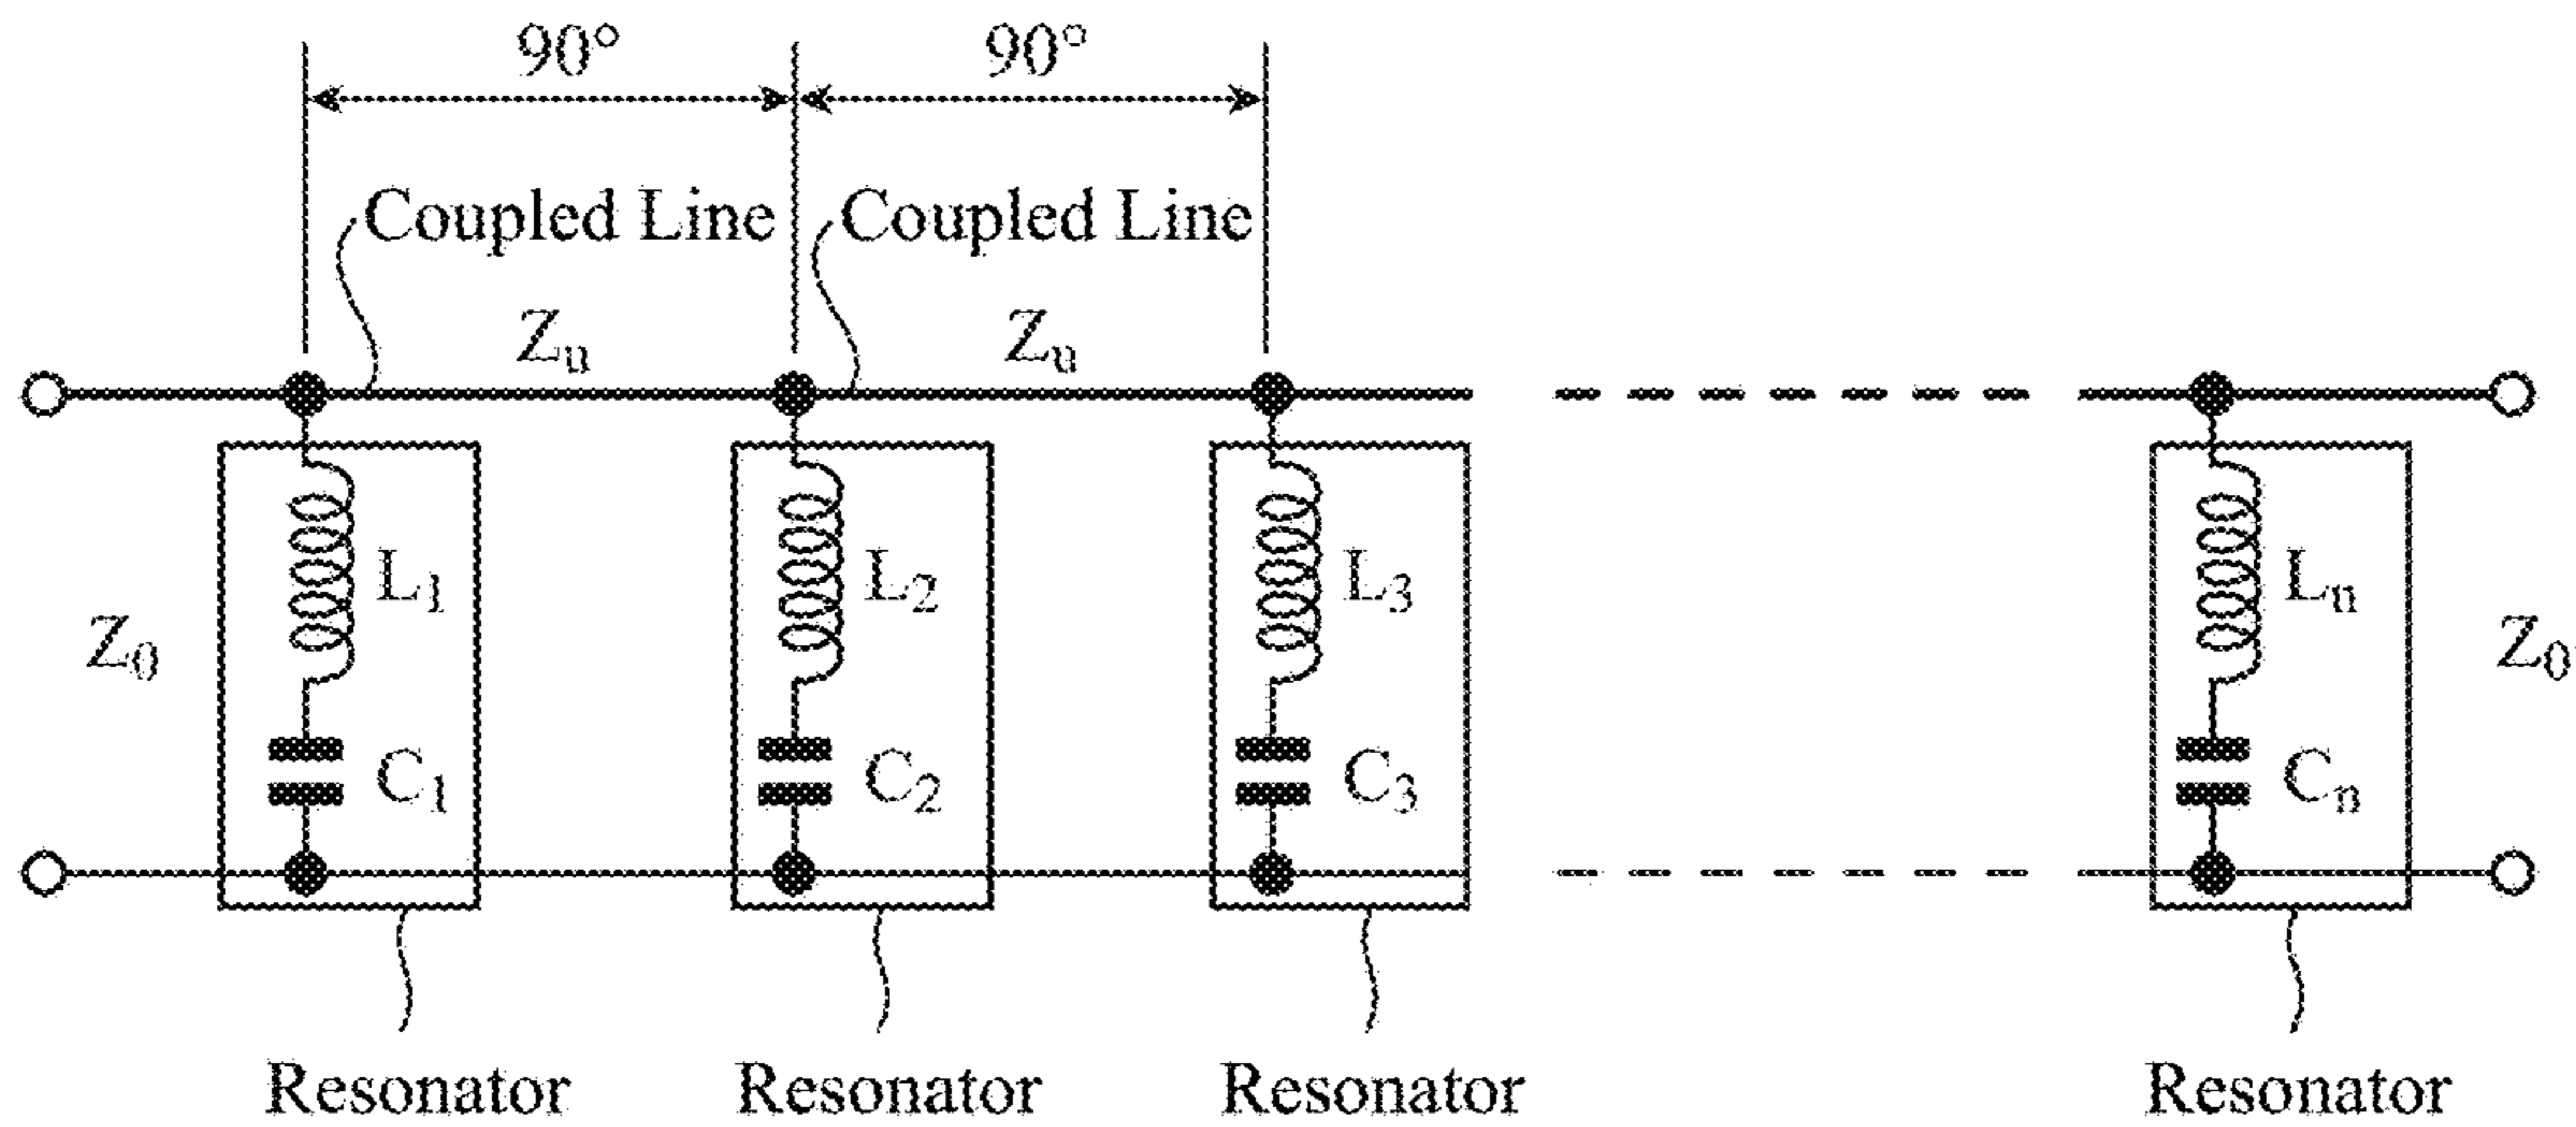 90° 90°
Coupled Line Coupled Line
Zu Zu
L1 L2 L3 Ln
Z0 Z0
C1 C2 C3 Cn
Resonator Resonator Resonator Resonator